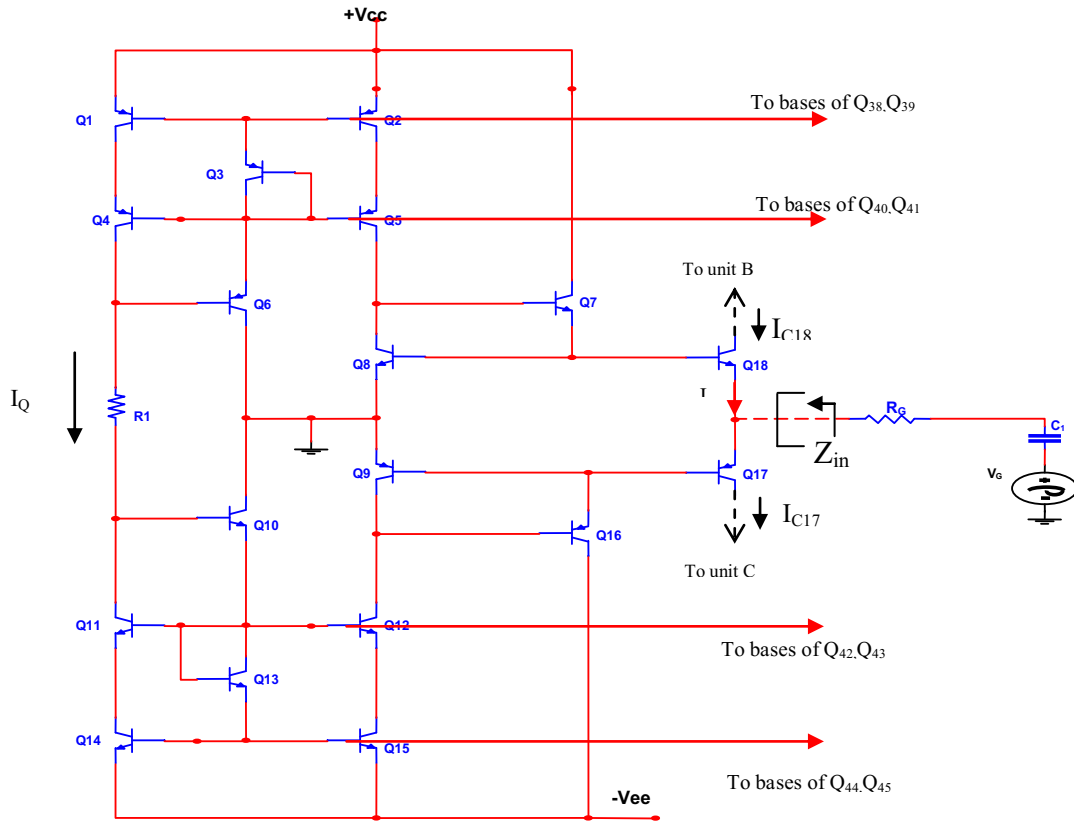 +Vcc
To bases of Q38,Q39
Q1
Q2
Q3
To bases of Q40,Q41
Q4
Q5
To unit B
Q6
Q7
IC18
Q8
Q18
IQ
R1
I
RG
C1
Zin
VG
Q9
Q17
Q10
Q16
IC17
To unit C
Q11
Q12
To bases of Q42,Q43
Q13
Q14
Q15
To bases of Q44,Q45
-Vee